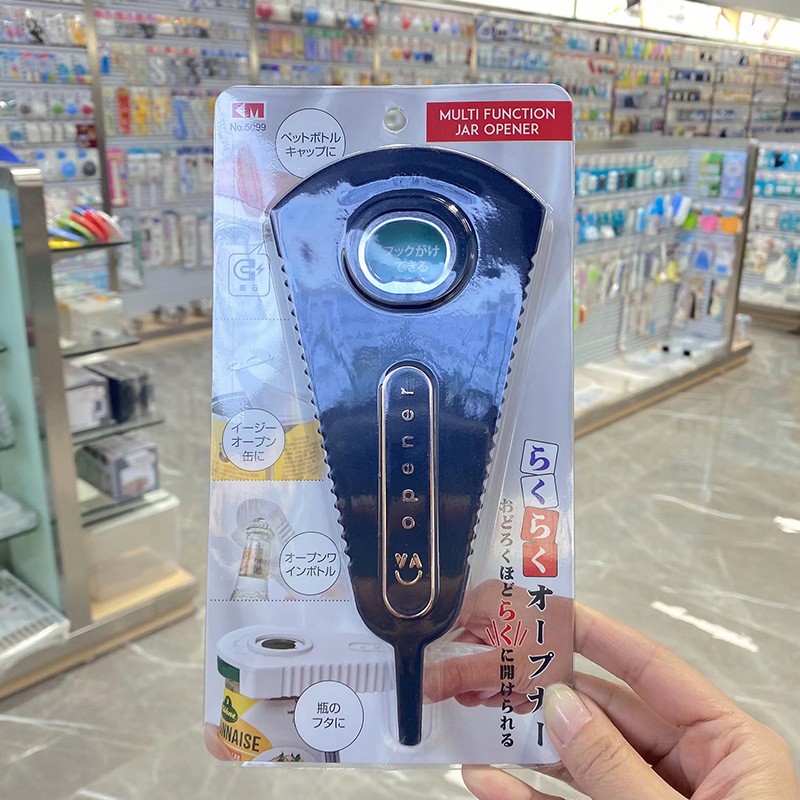 KM
No.5099
MULTI FUNCTION
JAR OPENER
ペットボトル
キャップに
フックがけ
できる
opener
VA
イージー
オープン
缶に
オープンワ
インボトル
瓶の
フタに
らくらくオープナー
おどろくほどらくに開けられる
NNAISE